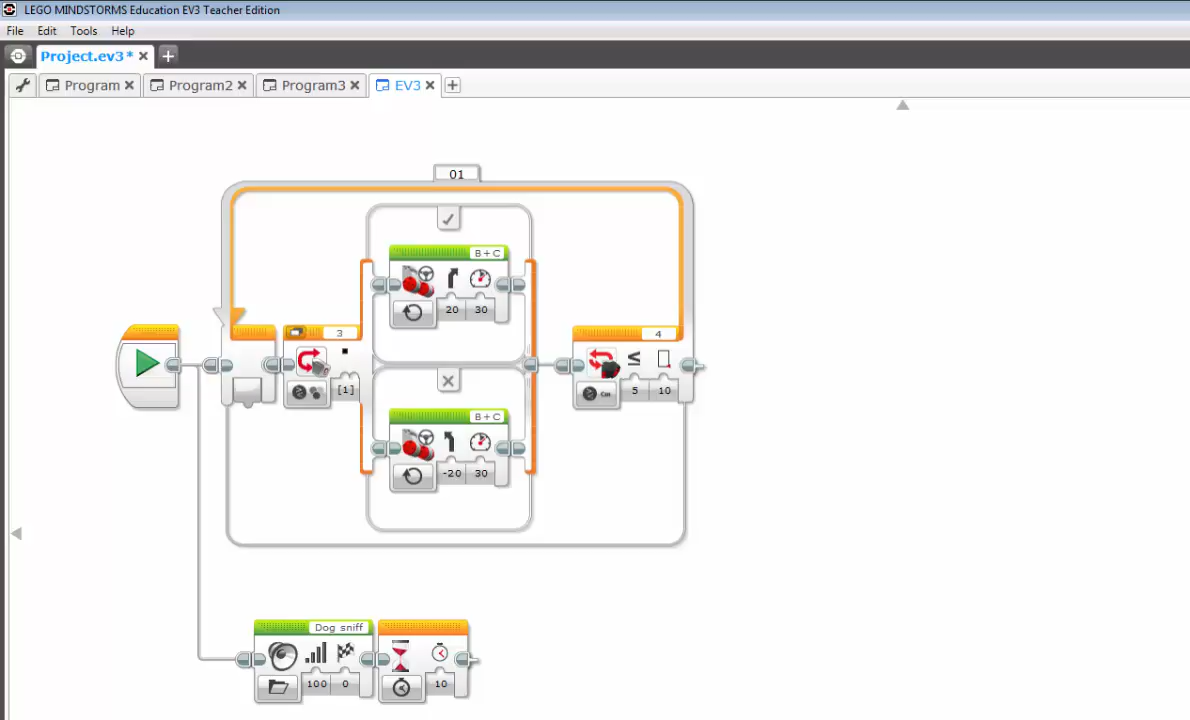 LEGO MINDSTORMS Education EV3 Teacher Edition
File Edit Tools Help
Project.ev3*
Program Program2 Program3 EV3
01
B + C
20 30
3
[1]
4
5 10
B + C
-20 30
Dog sniff
100 0 10